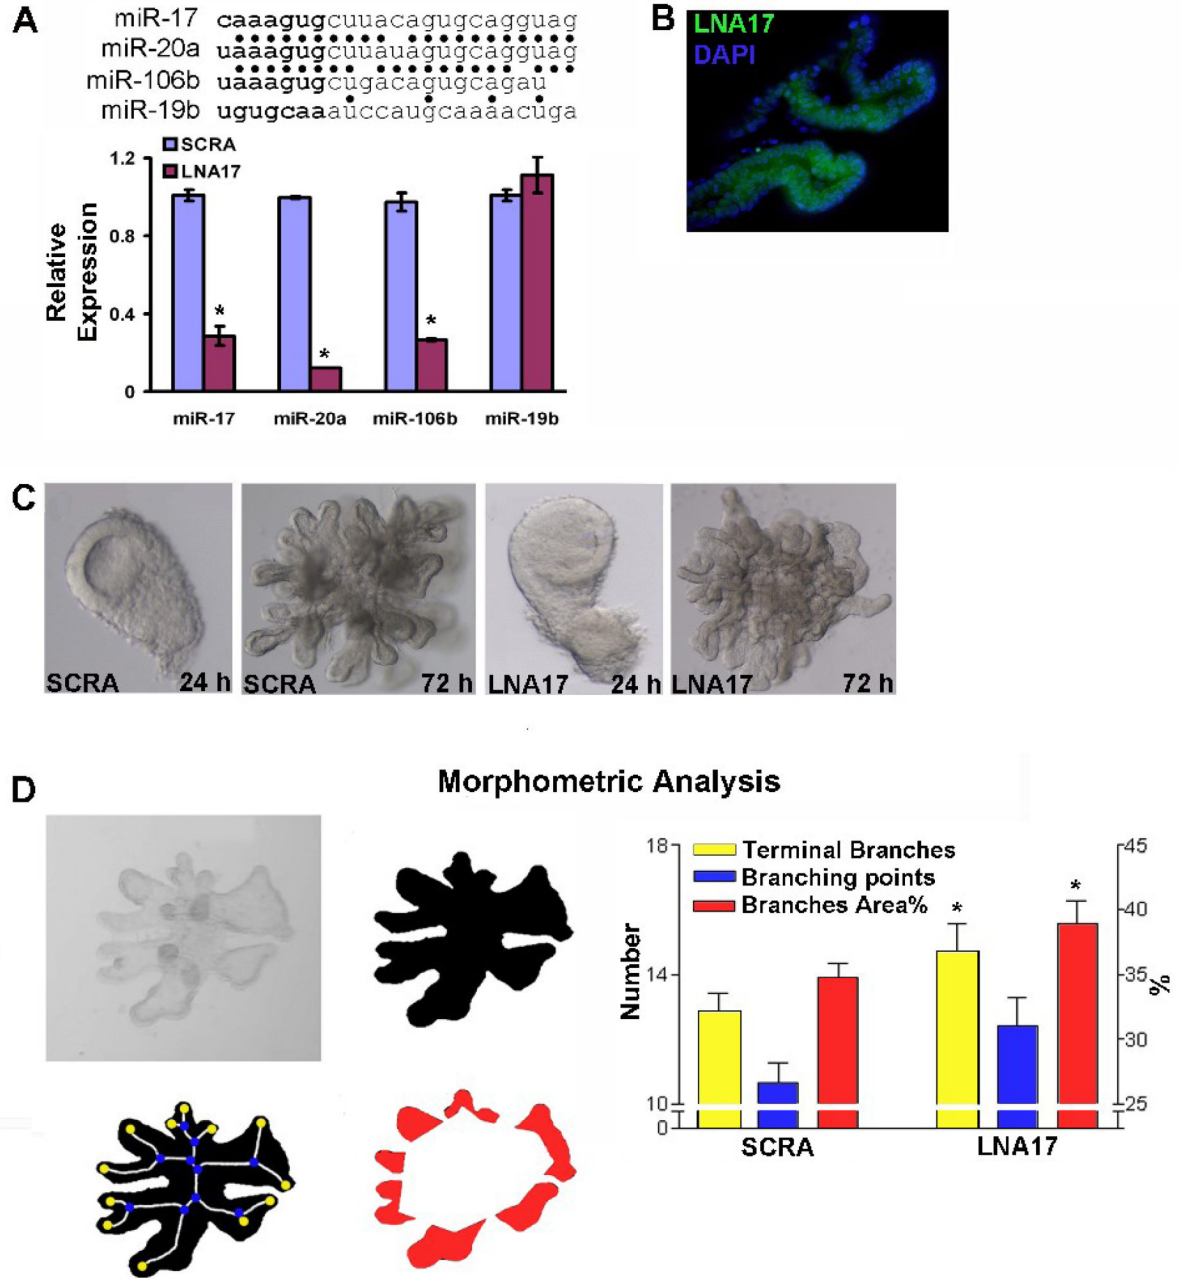 A
miR-17 caaagugcuuacagugcagguag
miR-20a uaaagugcuuauagugcagguag
miR-106b uaaagugcugacagugcagau
miR-19b ugugcaaauccaugcaaaacuga
SCRA
LNA17
Relative
Expression
1.2
0.8
0.4
0
*
*
*
miR-17 miR-20a miR-106b miR-19b
B
LNA17
DAPI
C
SCRA 24 h
SCRA 72 h
LNA17 24 h
LNA17 72 h
D
Morphometric Analysis
Terminal Branches
Branching points
Branches Area%
Number
18
14
10
0
*
*
45
40
35
30
25
%
SCRA LNA17